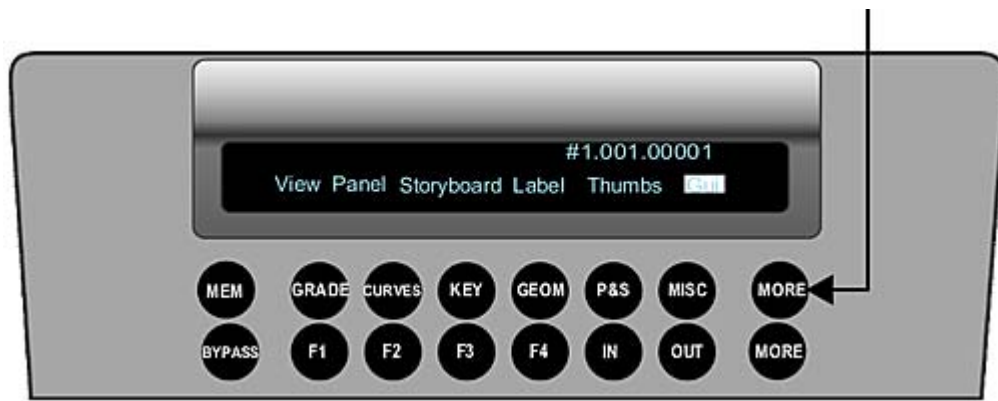 #1.001.00001
View Panel Storyboard Label Thumbs Gui
MEM GRADE CURVES KEY GEOM P&S MISC MORE
BYPASS F1 F2 F3 F4 IN OUT MORE